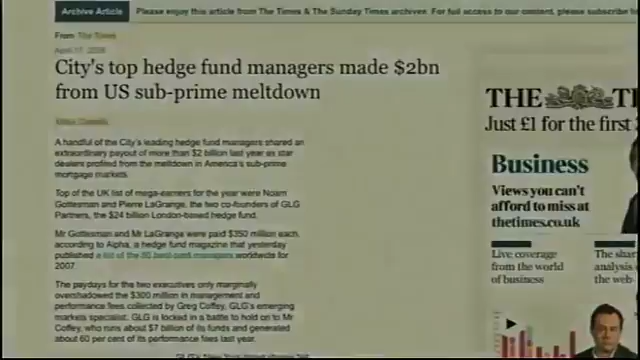 Archive Article
Please enjoy this article from The Times & The Sunday Times archives. For full access to our content, please subscribe
From The Times
April 17, 2008
City's top hedge fund managers made $2bn
from US sub-prime meltdown
A handful of the City's leading hedge fund managers shared an
extraordinary payout of more than $2 billion last year as star
dealers profited from the meltdown in America's sub-prime
mortgage markets.
Top of the UK list of mega-earners for the year were Noam
Gottesman and Pierre LaGrange, the two co-founders of GLG
Partners, the $24 billion London-based hedge fund.
Mr Gottesman and Mr LaGrange were paid $350 million each,
according to Alpha, a hedge fund magazine that yesterday
published a list of the 50 best-paid managers worldwide for
2007.
The paydays for the two executives only marginally
overshadowed the $300 million in management and
performance fees collected by Greg Coffey, GLG's emerging
markets specialist. GLG is locked in a battle to hold on to Mr
Coffey, who runs about $7 billion of its funds and generated
about 60 per cent of its performance fees last year.
THE TI
Just £1 for the first
Business
Views you can't
afford to miss at
thetimes.co.uk
Live coverage
from the world
of business
The shar
analysis
the web